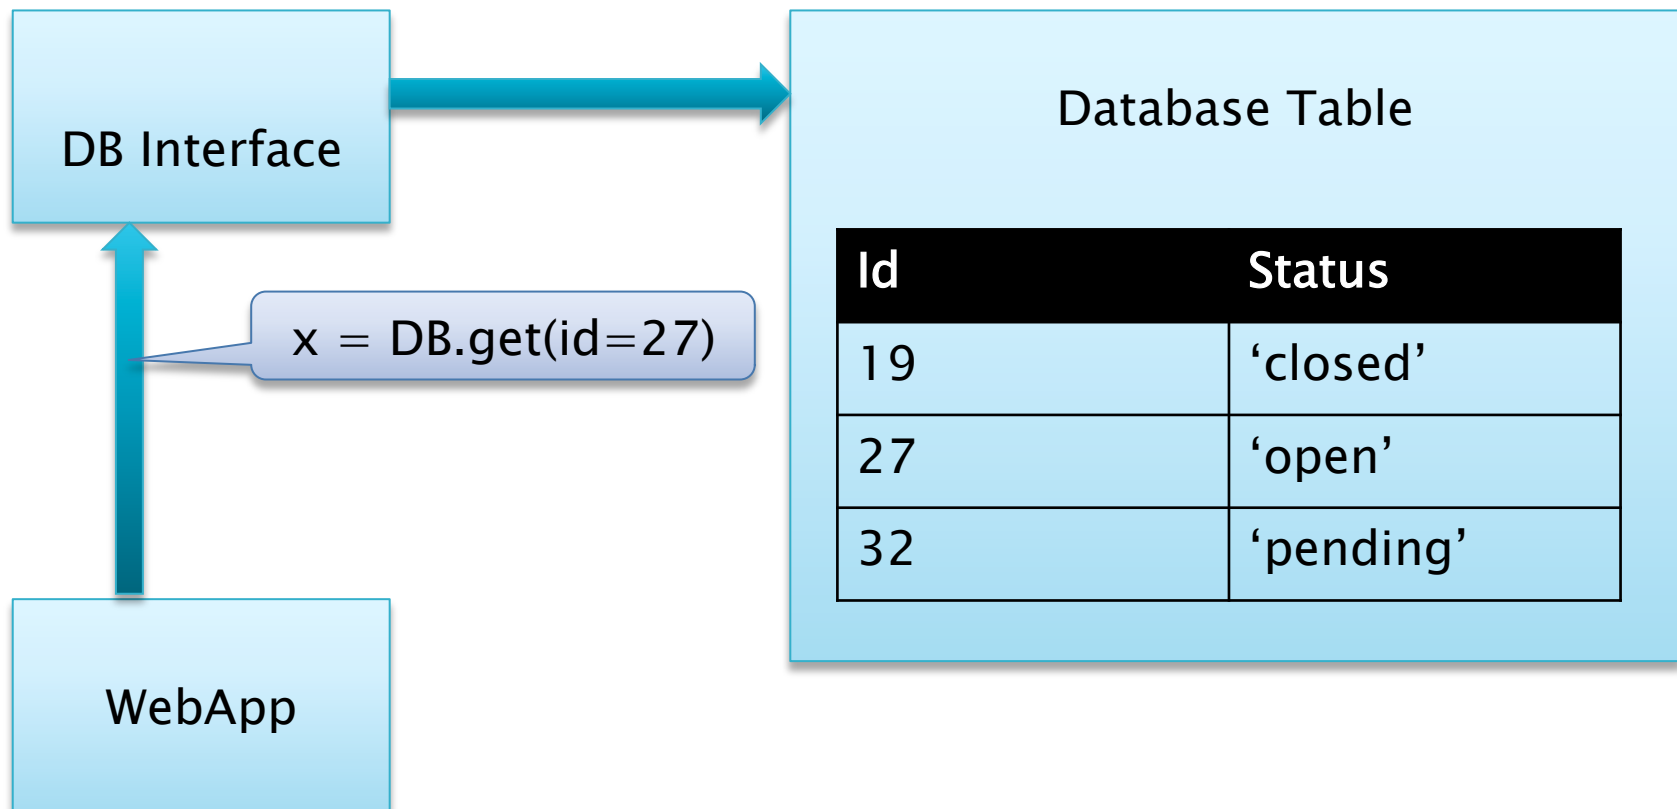 DB Interface
Database Table
x = DB.get(id=27)
Id Status
19 ‘closed’
27 ‘open’
32 ‘pending’
WebApp